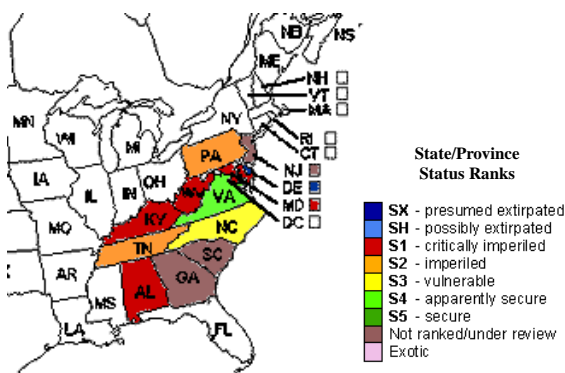 NB
NS
ME
NH
VT
MA
MN
WI
MI
NY
RI
CT
IA
IL
IN
OH
PA
NJ
DE
MD
DC
MO
KY
WV
VA
TN
NC
AR
MS
AL
GA
SC
LA
FL
State/Province
Status Ranks
SX - presumed extirpated
SH - possibly extirpated
S1 - critically imperiled
S2 - imperiled
S3 - vulnerable
S4 - apparently secure
S5 - secure
Not ranked/under review
Exotic